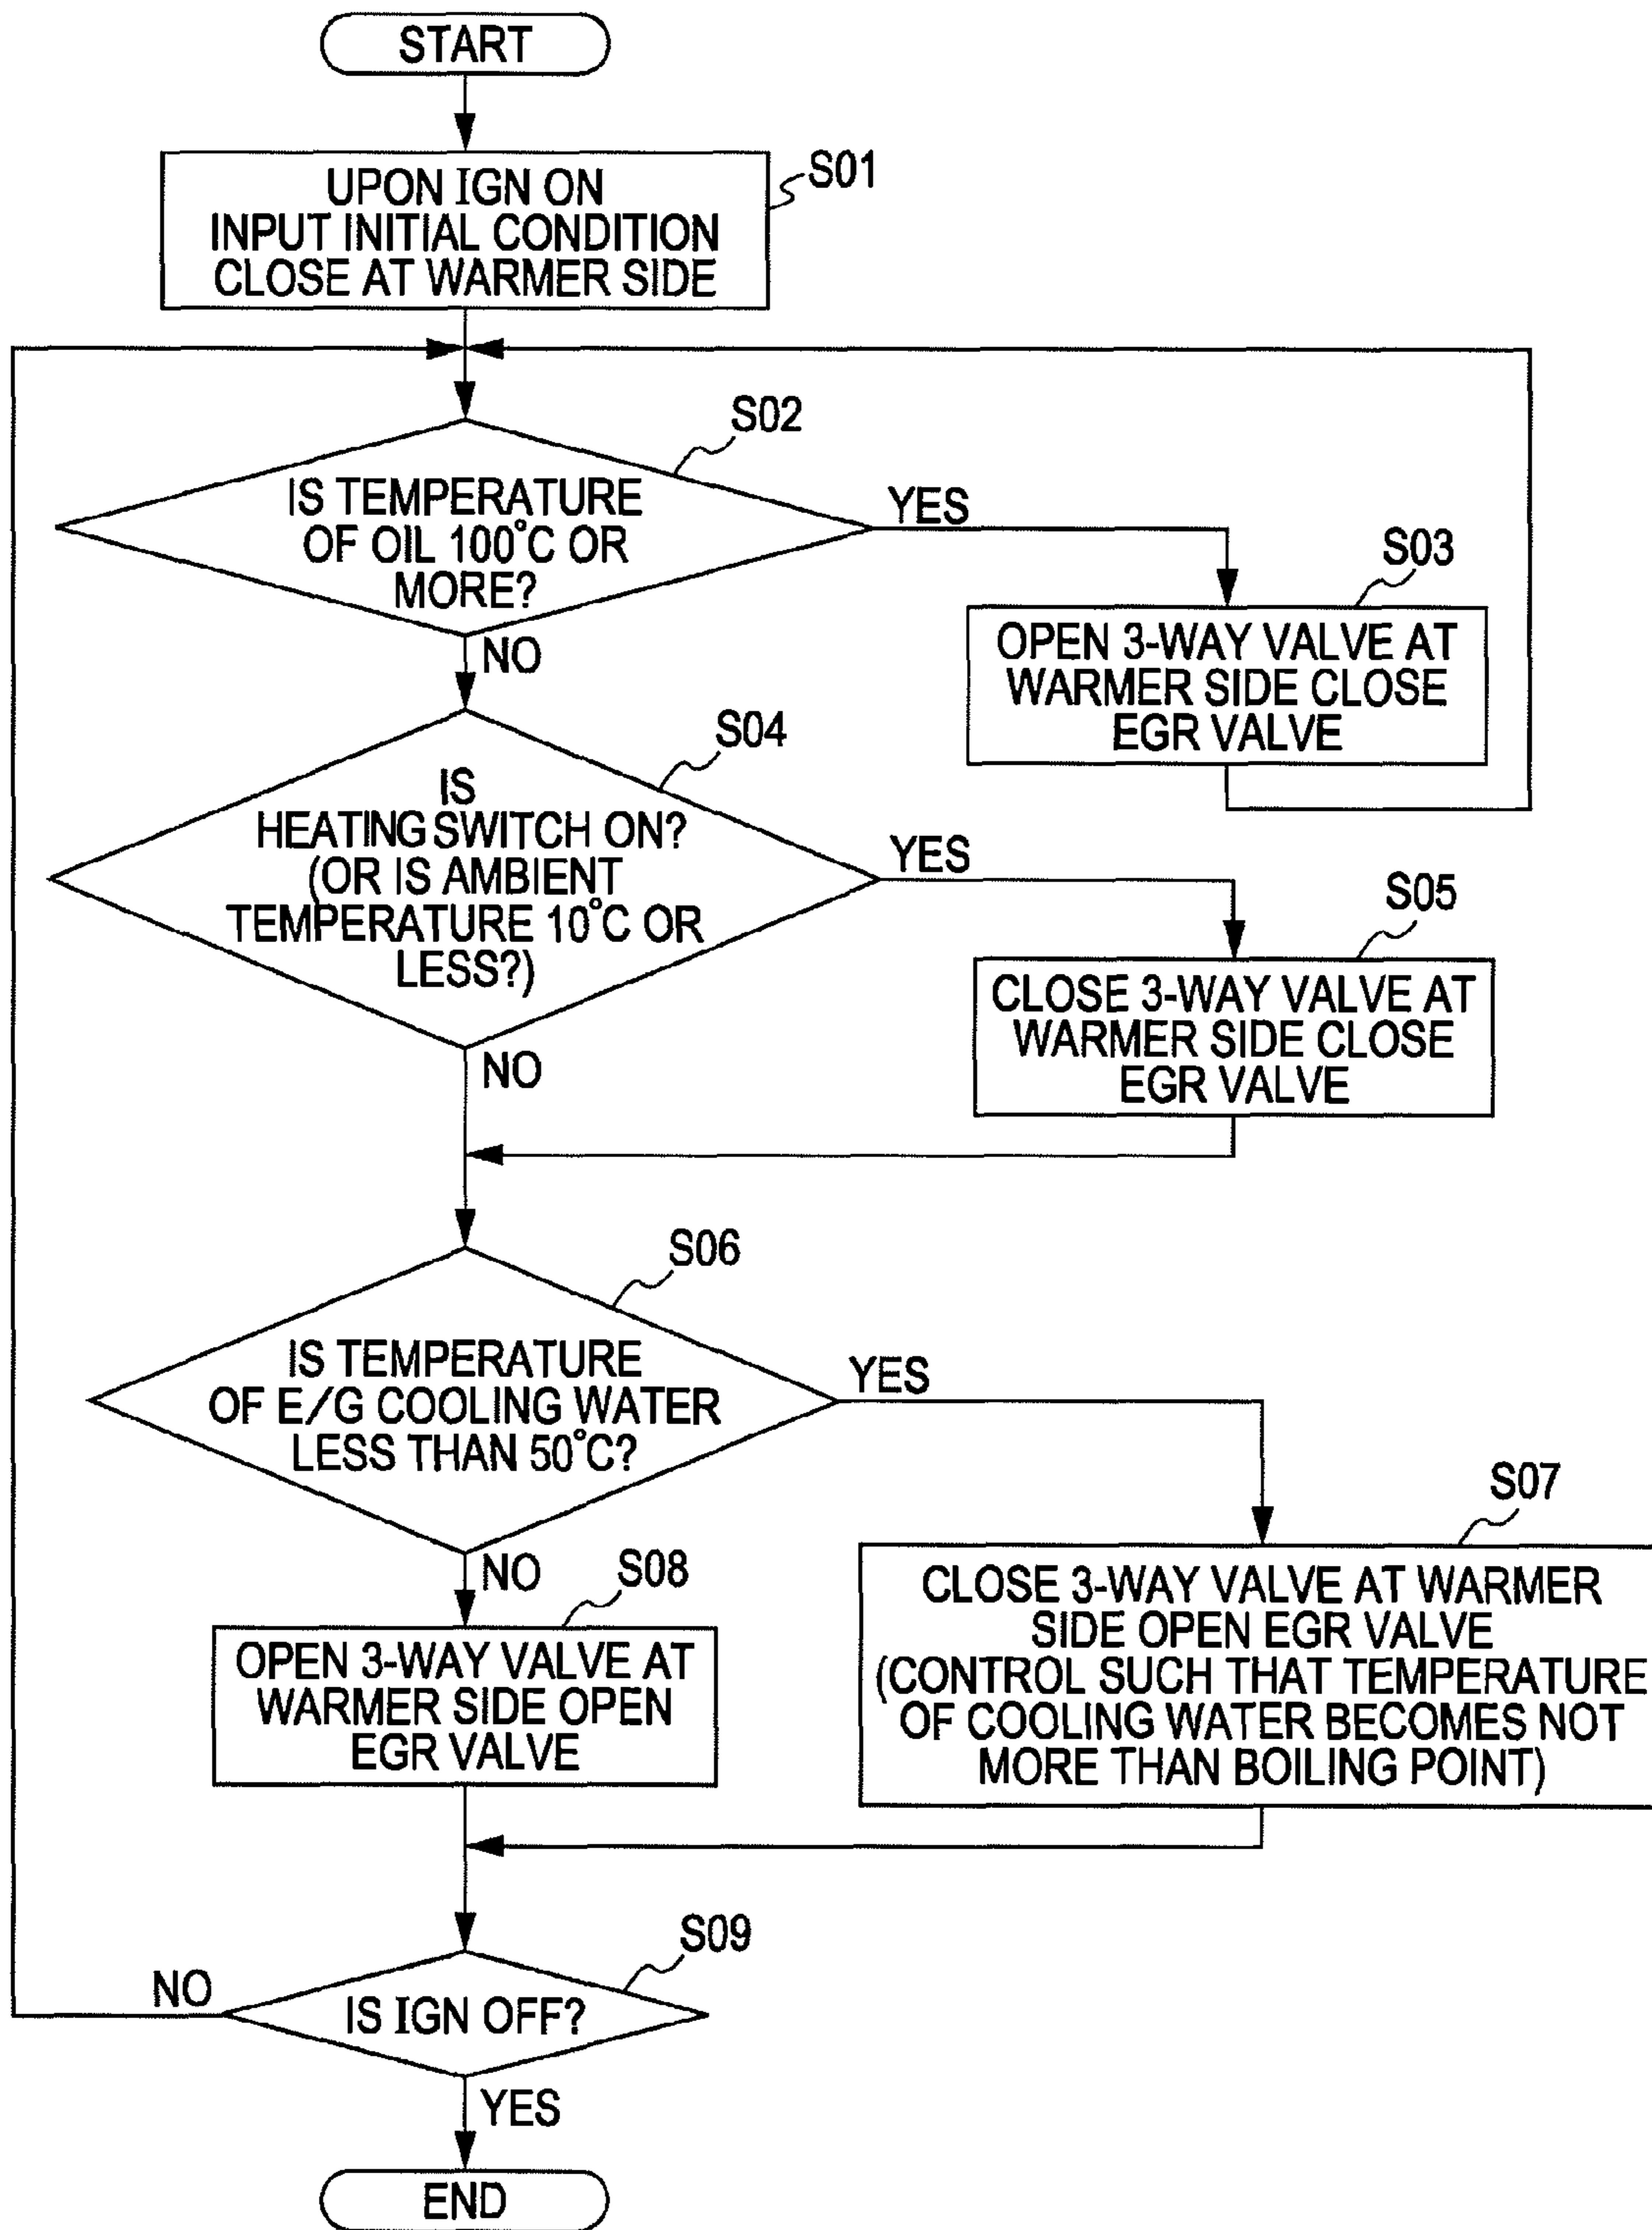 START
UPON IGN ON
INPUT INITIAL CONDITION
CLOSE AT WARMER SIDE
S01
S02
IS TEMPERATURE
OF OIL 100°C OR
MORE?
YES
NO
S03
OPEN 3-WAY VALVE AT
WARMER SIDE CLOSE
EGR VALVE
S04
IS
HEATING SWITCH ON?
(OR IS AMBIENT
TEMPERATURE 10°C OR
LESS?)
YES
NO
S05
CLOSE 3-WAY VALVE AT
WARMER SIDE CLOSE
EGR VALVE
S06
IS TEMPERATURE
OF E/G COOLING WATER
LESS THAN 50°C?
YES
NO
S07
CLOSE 3-WAY VALVE AT WARMER
SIDE OPEN EGR VALVE
(CONTROL SUCH THAT TEMPERATURE
OF COOLING WATER BECOMES NOT
MORE THAN BOILING POINT)
S08
OPEN 3-WAY VALVE AT
WARMER SIDE OPEN
EGR VALVE
S09
IS IGN OFF?
NO
YES
END